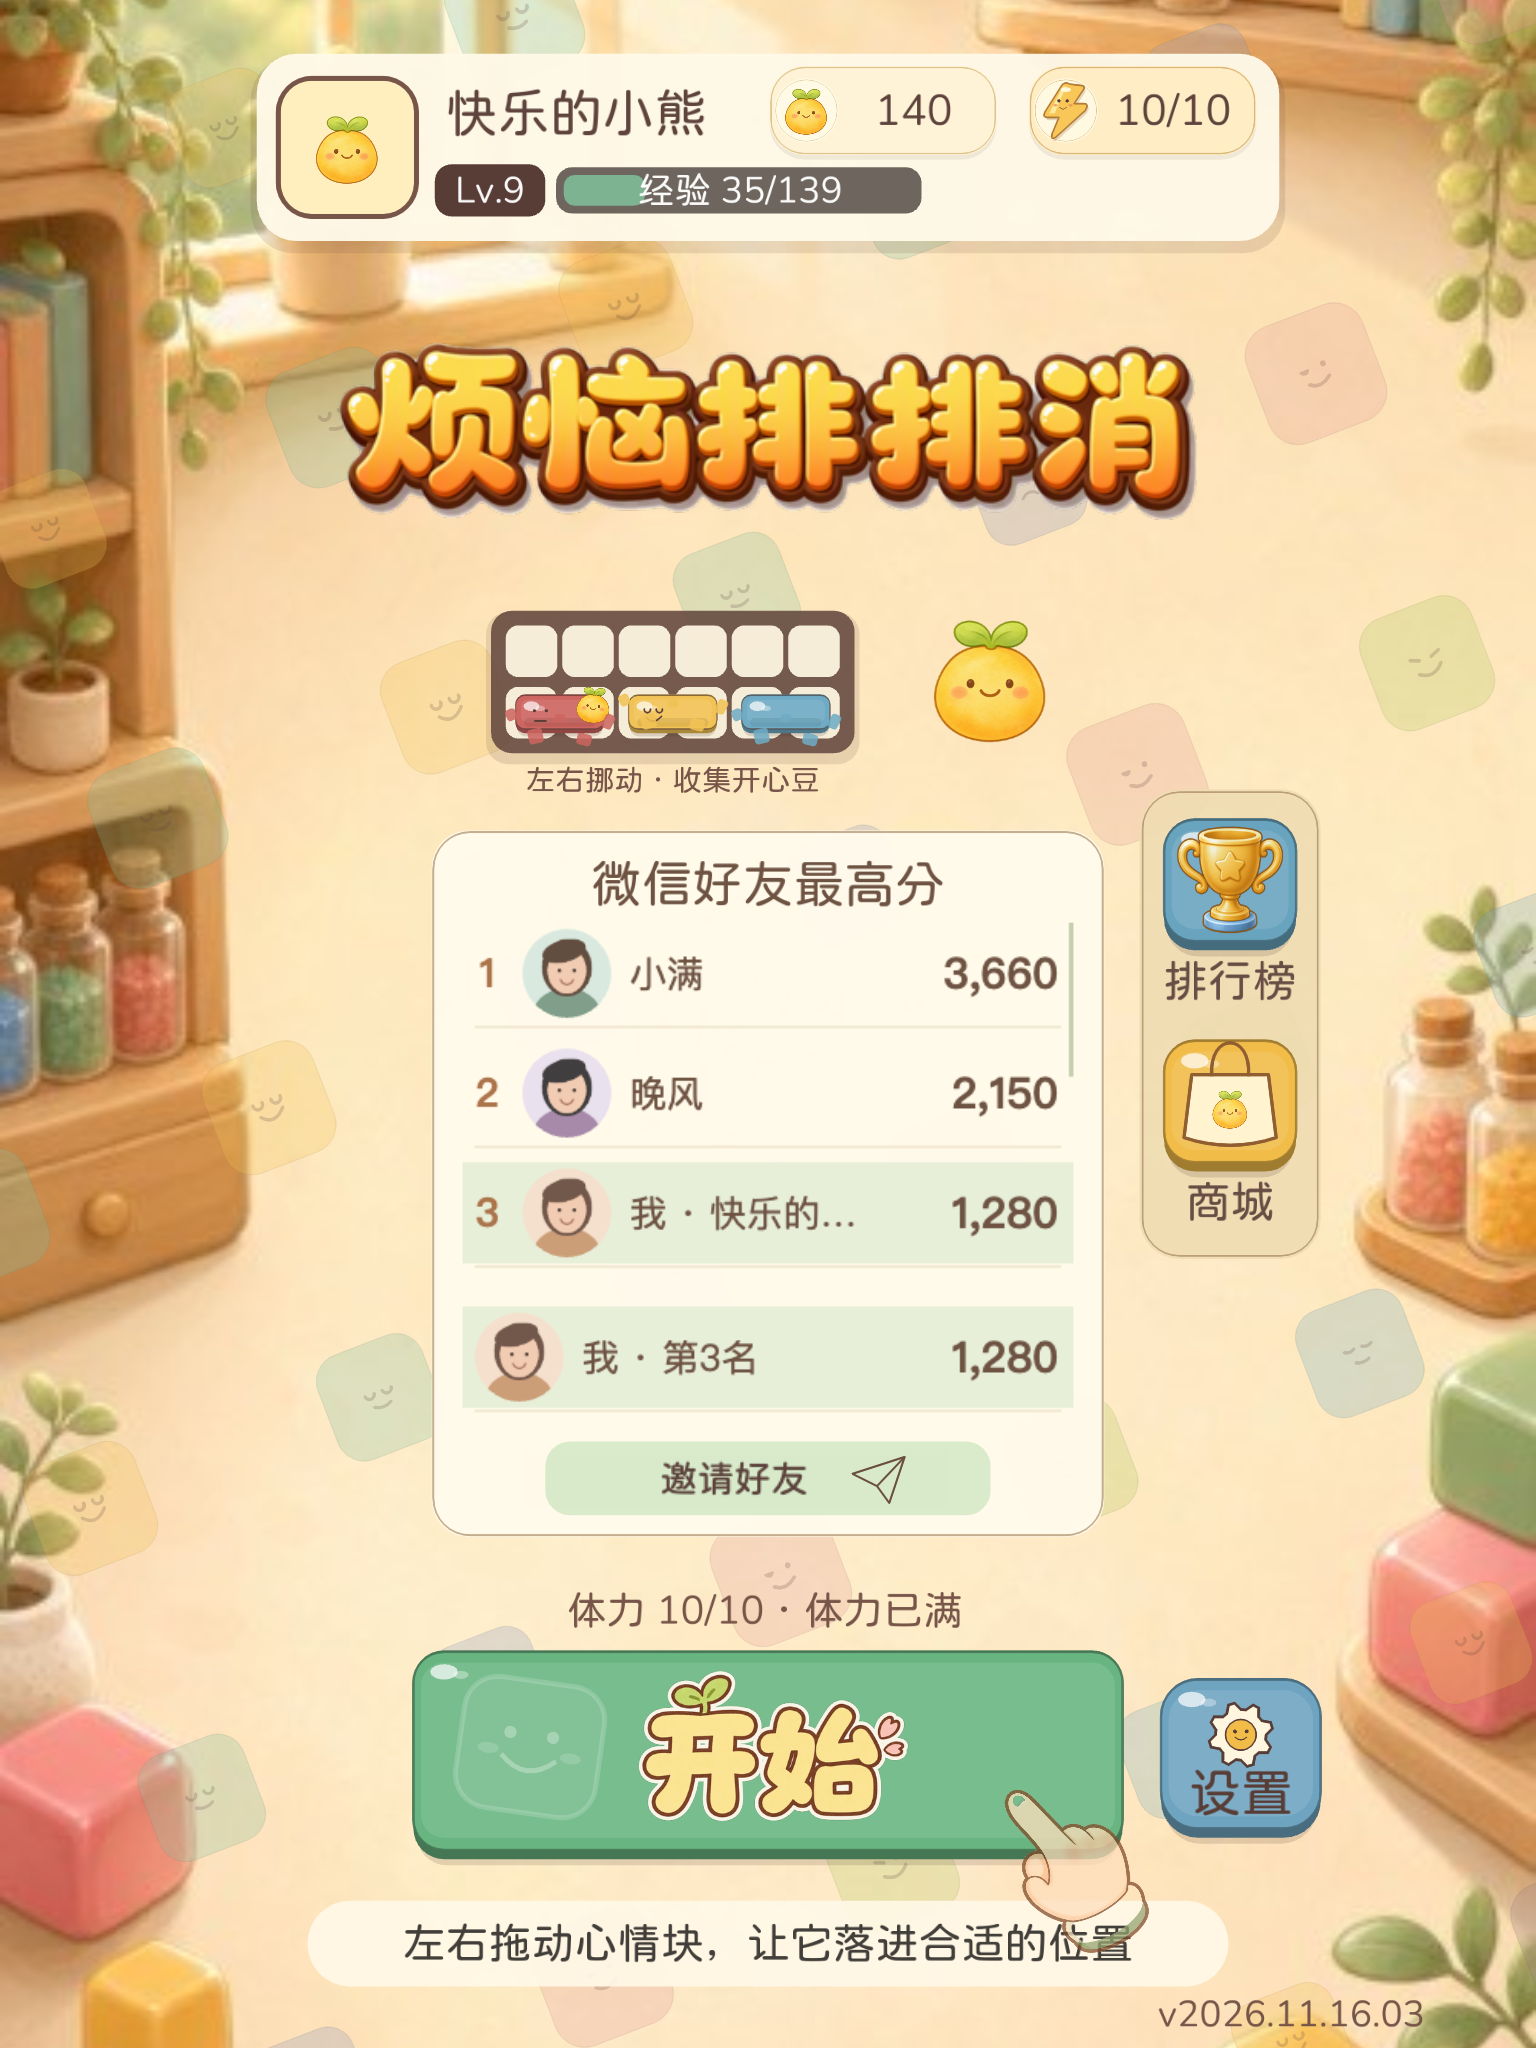 快乐的小熊
140
10/10
Lv.9
经验 35/139
烦恼排排消
左右挪动 · 收集开心豆
微信好友最高分
1 小满 3,660
2 晚风 2,150
3 我 · 快乐的... 1,280
我 · 第3名 1,280
邀请好友
排行榜
商城
体力 10/10 · 体力已满
开始
设置
左右拖动心情块，让它落进合适的位置
v2026.11.16.03